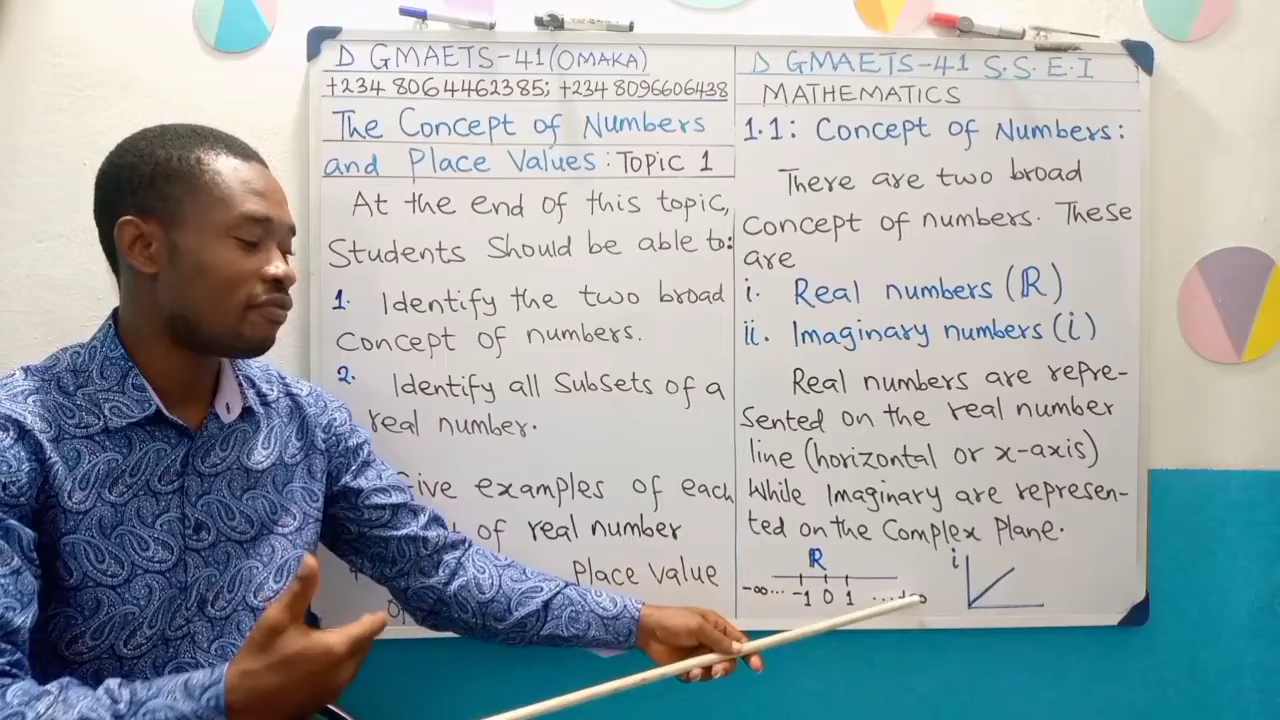 D GMAETS-41(OMAKA)
+234 8064462385; +234 8096606438
The Concept of Numbers
and Place Values: TOPIC 1
At the end of this topic,
Students Should be able to:
1. Identify the two broad
Concept of numbers.
2. Identify all Subsets of a
real number.
Give examples of each
of real number
Place Value
D GMAETS-41 S.S.E.I
MATHEMATICS
1.1: Concept of Numbers:
There are two broad
Concept of numbers. These
are
i. Real numbers (ℝ)
ii. Imaginary numbers (i)
Real numbers are repre-
Sented on the real number
line (horizontal or x-axis)
While Imaginary are represen-
ted on the Complex Plane.
ℝ
i
-∞... -1 0 1